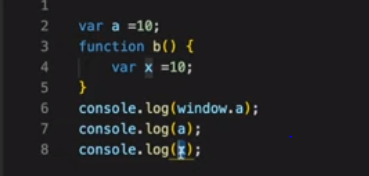 1
2 var a =10;
3 function b() {
4 var x =10;
5 }
6 console.log(window.a);
7 console.log(a);
8 console.log(x);